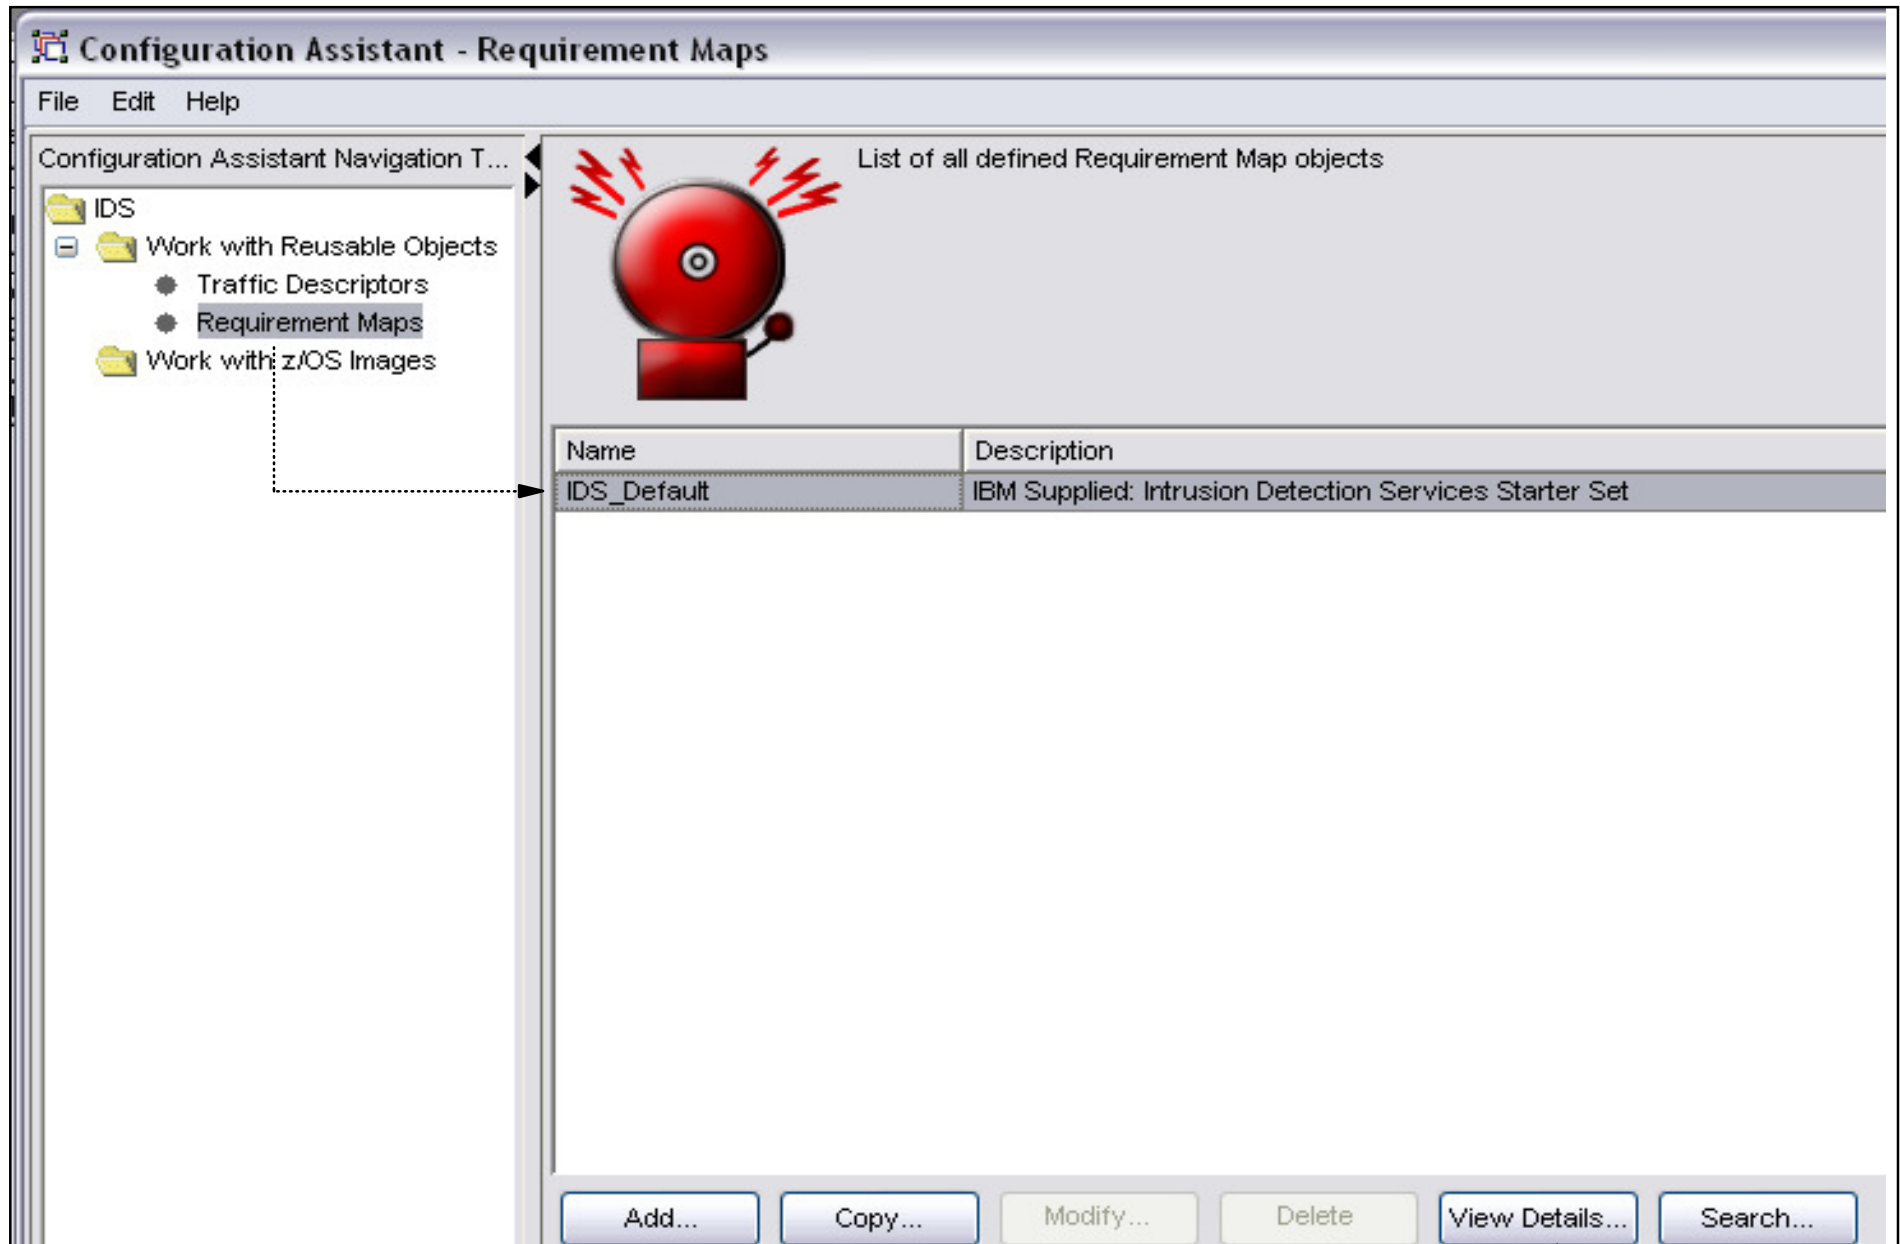 Configuration Assistant - Requirement Maps
File Edit Help
Configuration Assistant Navigation T...
IDS
Work with Reusable Objects
Traffic Descriptors
Requirement Maps
Work with z/OS Images
List of all defined Requirement Map objects
Name Description
IDS_Default IBM Supplied: Intrusion Detection Services Starter Set
Add... Copy... Modify... Delete View Details... Search...